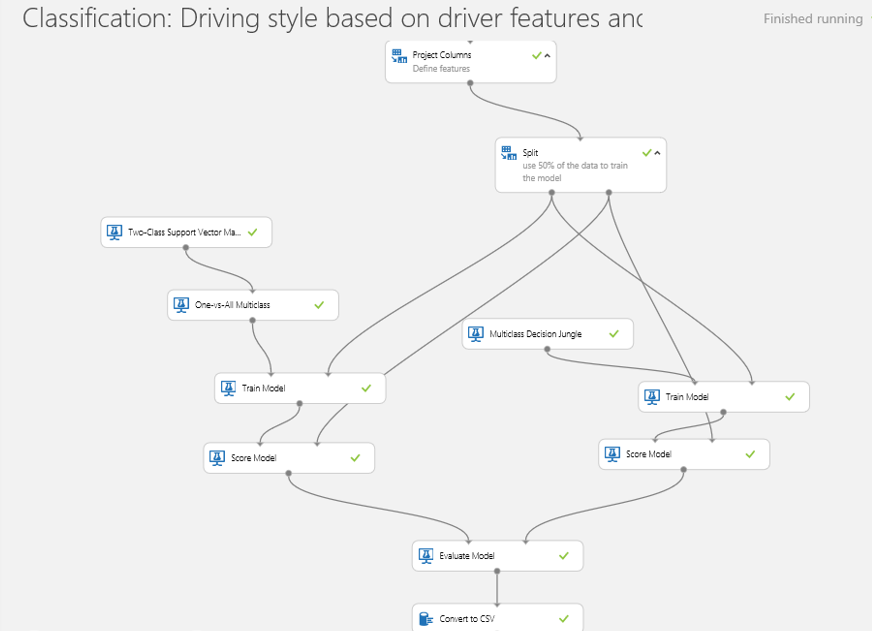 Classification: Driving style based on driver features and
Finished running
Project Columns
Define features
Split
use 50% of the data to train
the model
Two-Class Support Vector Ma...
One-vs-All Multiclass
Multiclass Decision Jungle
Train Model
Train Model
Score Model
Score Model
Evaluate Model
Convert to CSV